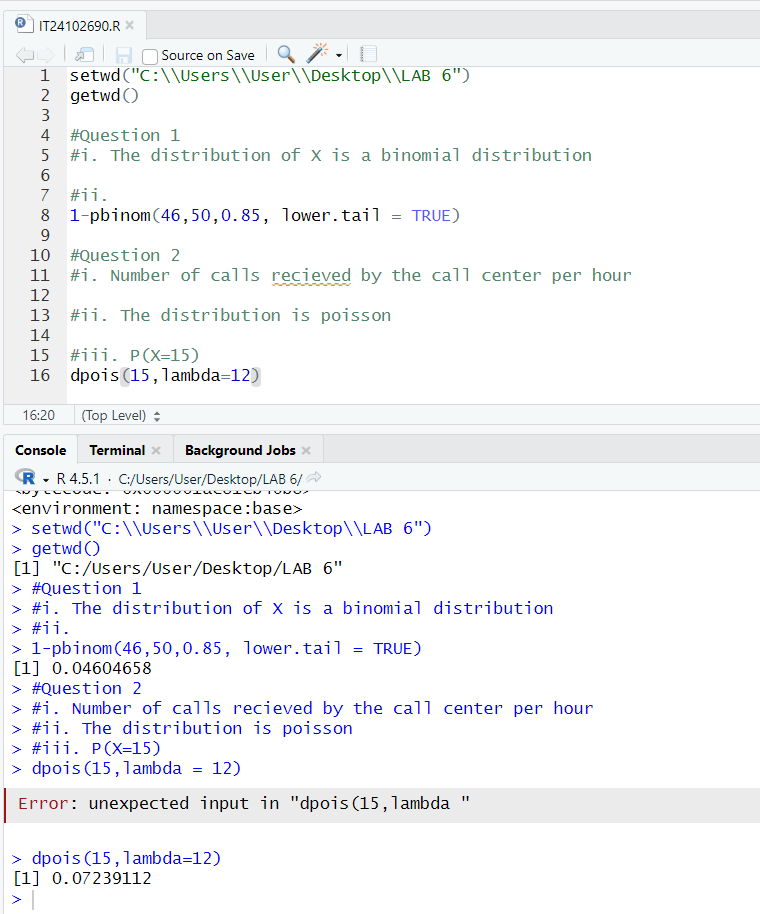 IT24102690.R
Source on Save
1 setwd("C:\\Users\\User\\Desktop\\LAB 6")
2 getwd()
3
4 #Question 1
5 #i. The distribution of X is a binomial distribution
6
7 #ii.
8 1-pbinom(46,50,0.85, lower.tail = TRUE)
9
10 #Question 2
11 #i. Number of calls recieved by the call center per hour
12
13 #ii. The distribution is poisson
14
15 #iii. P(X=15)
16 dpois(15,lambda=12)
16:20 (Top Level)
Console Terminal Background Jobs
R 4.5.1 · C:/Users/User/Desktop/LAB 6/
<environment: namespace:base>
> setwd("C:\\Users\\User\\Desktop\\LAB 6")
> getwd()
[1] "C:/Users/User/Desktop/LAB 6"
> #Question 1
> #i. The distribution of X is a binomial distribution
> #ii.
> 1-pbinom(46,50,0.85, lower.tail = TRUE)
[1] 0.04604658
> #Question 2
> #i. Number of calls recieved by the call center per hour
> #ii. The distribution is poisson
> #iii. P(X=15)
> dpois(15,lambda = 12)
Error: unexpected input in "dpois(15,lambda "
> dpois(15,lambda=12)
[1] 0.07239112
>